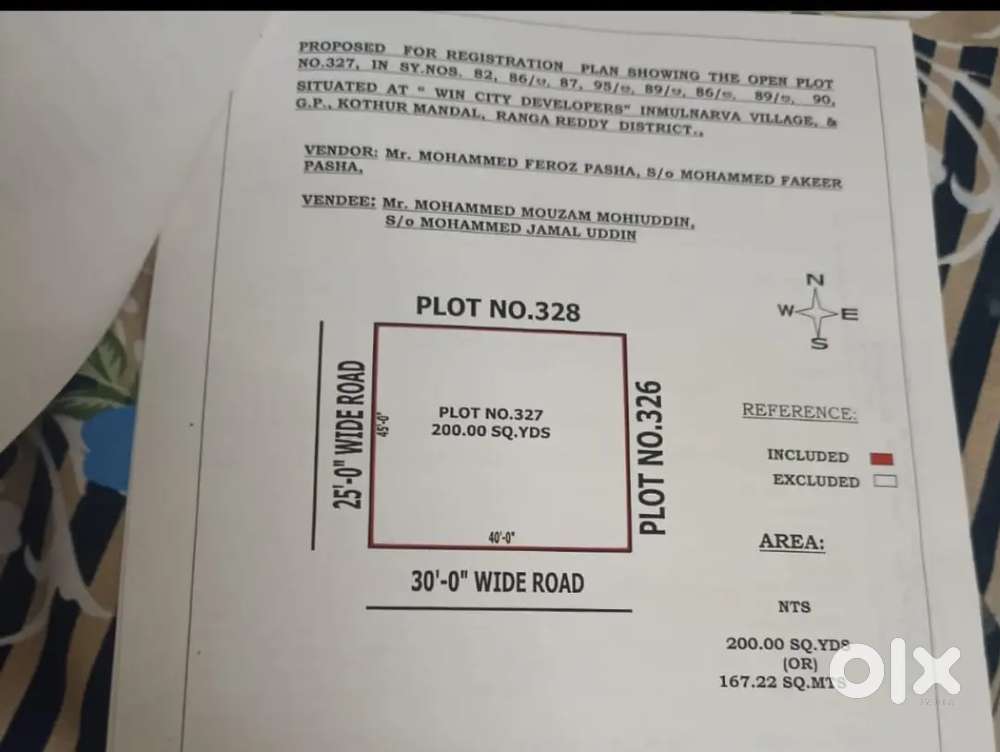 PROPOSED FOR REGISTRATION PLAN SHOWING THE OPEN PLOT
NO.327, IN SY.NOS. 82, 86/ఆ, 87, 95/ఆ, 89/ఆ, 86/అ, 89/అ, 90,
SITUATED AT " WIN CITY DEVELOPERS" INMULNARVA VILLAGE, &
G.P., KOTHUR MANDAL, RANGA REDDY DISTRICT.,
VENDOR: Mr. MOHAMMED FEROZ PASHA, S/o MOHAMMED FAKEER
PASHA,
VENDEE: Mr. MOHAMMED MOUZAM MOHIUDDIN,
S/o MOHAMMED JAMAL UDDIN
N
W E
S
PLOT NO.328
25'-0" WIDE ROAD
45'-0"
PLOT NO.327
200.00 SQ.YDS
40'-0"
PLOT NO.326
30'-0" WIDE ROAD
REFERENCE:
INCLUDED
EXCLUDED
AREA:
NTS
200.00 SQ.YDS
(OR)
167.22 SQ.MTS
olx
INDIA